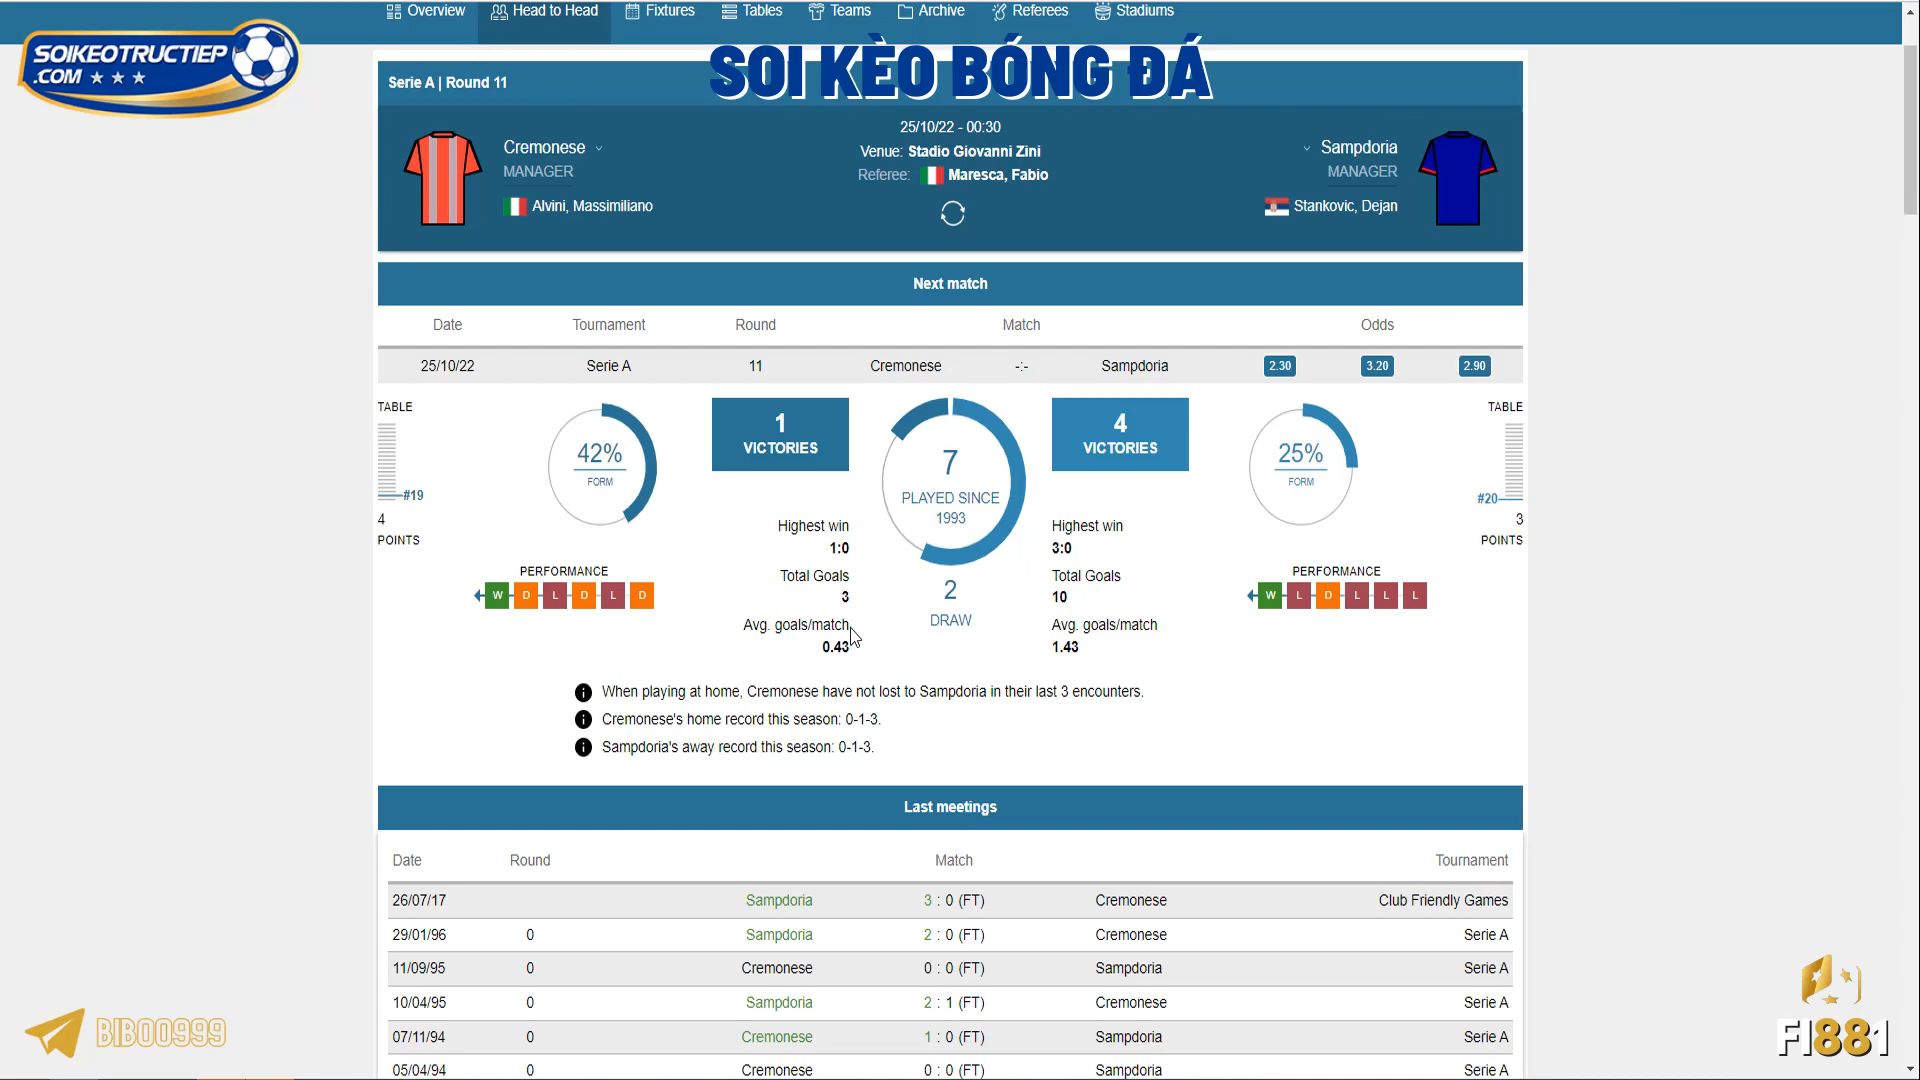 Overview Head to Head Fixtures Tables Teams Archive Referees Stadiums
SOIKEOTRUCTIEP
.COM
SOI KÈO BÓNG ĐÁ
Serie A | Round 11
25/10/22 - 00:30
Cremonese Venue: Stadio Giovanni Zini Sampdoria
MANAGER Referee: Maresca, Fabio MANAGER
Alvini, Massimiliano Stankovic, Dejan
Next match
Date Tournament Round Match Odds
25/10/22 Serie A 11 Cremonese -:- Sampdoria 2.30 3.20 2.90
TABLE TABLE
1 4
VICTORIES VICTORIES
42% 7 25%
FORM FORM
#19 PLAYED SINCE #20
4 1993 3
POINTS POINTS
Highest win Highest win
1:0 3:0
PERFORMANCE Total Goals Total Goals PERFORMANCE
W D L D L D 3 2 10 W L D L L L
DRAW
Avg. goals/match Avg. goals/match
0.43 1.43
When playing at home, Cremonese have not lost to Sampdoria in their last 3 encounters.
Cremonese's home record this season: 0-1-3.
Sampdoria's away record this season: 0-1-3.
Last meetings
Date Round Match Tournament
26/07/17 Sampdoria 3 : 0 (FT) Cremonese Club Friendly Games
29/01/96 0 Sampdoria 2 : 0 (FT) Cremonese Serie A
11/09/95 0 Cremonese 0 : 0 (FT) Sampdoria Serie A
10/04/95 0 Sampdoria 2 : 1 (FT) Cremonese Serie A
07/11/94 0 Cremonese 1 : 0 (FT) Sampdoria Serie A
05/04/94 0 Cremonese 0 : 0 (FT) Sampdoria Serie A
BIBOO999
FI881